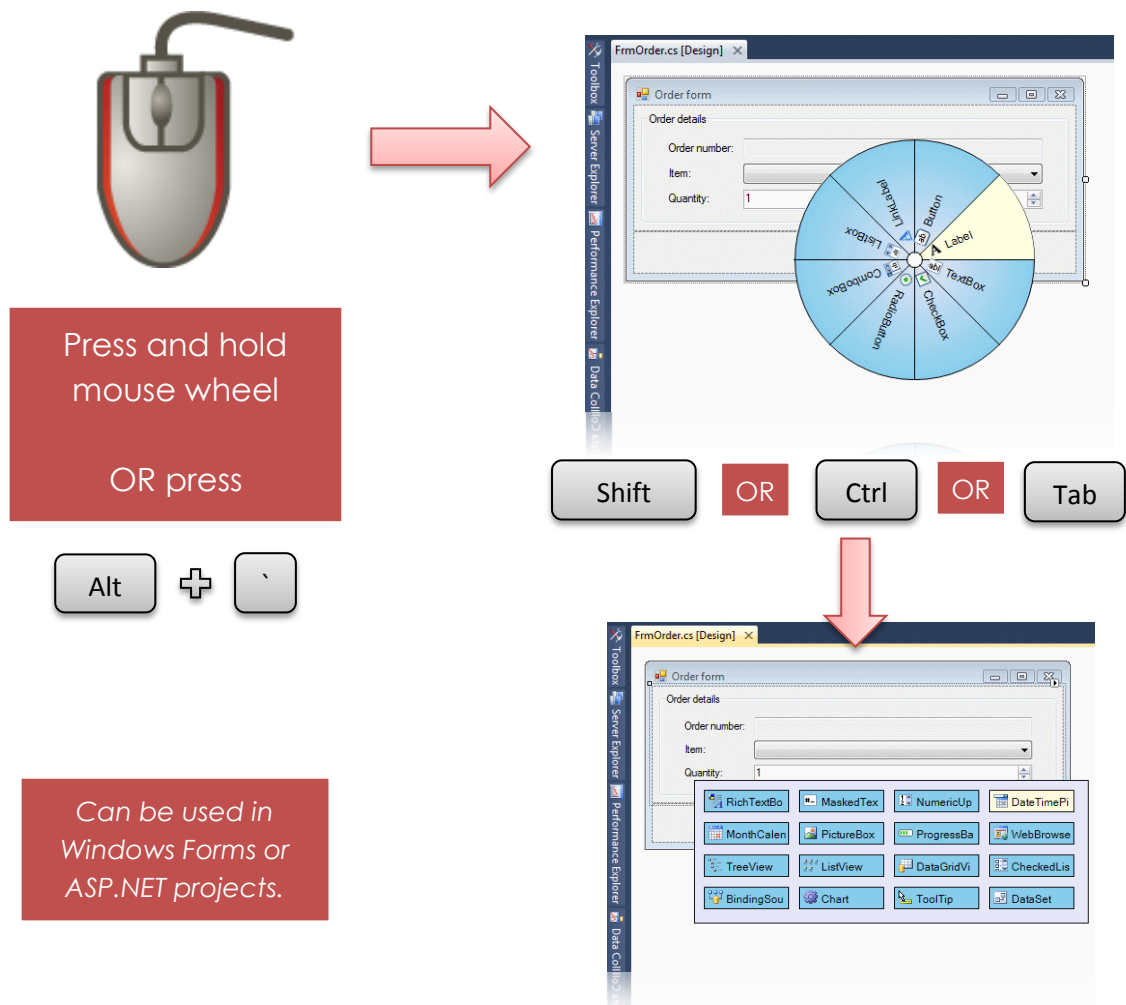 FrmOrder.cs [Design]
Toolbox
Server Explorer
Performance Explorer
Data Coll
Order form
Order details
Order number:
Item:
Quantity:
1
LinkLabel
Button
Label
TextBox
CheckBox
RadioButton
ComboBox
ListBox
Press and hold
mouse wheel
OR press
Alt
`
Shift
OR
Ctrl
OR
Tab
FrmOrder.cs [Design]
Toolbox
Server Explorer
Performance Explorer
Data Coll
Order form
Order details
Order number:
Item:
Quantity:
1
RichTextBo MaskedTex NumericUp DateTimePi
MonthCalen PictureBox ProgressBa WebBrowse
TreeView ListView DataGridVi CheckedLis
BindingSou Chart ToolTip DataSet
Can be used in
Windows Forms or
ASP.NET projects.